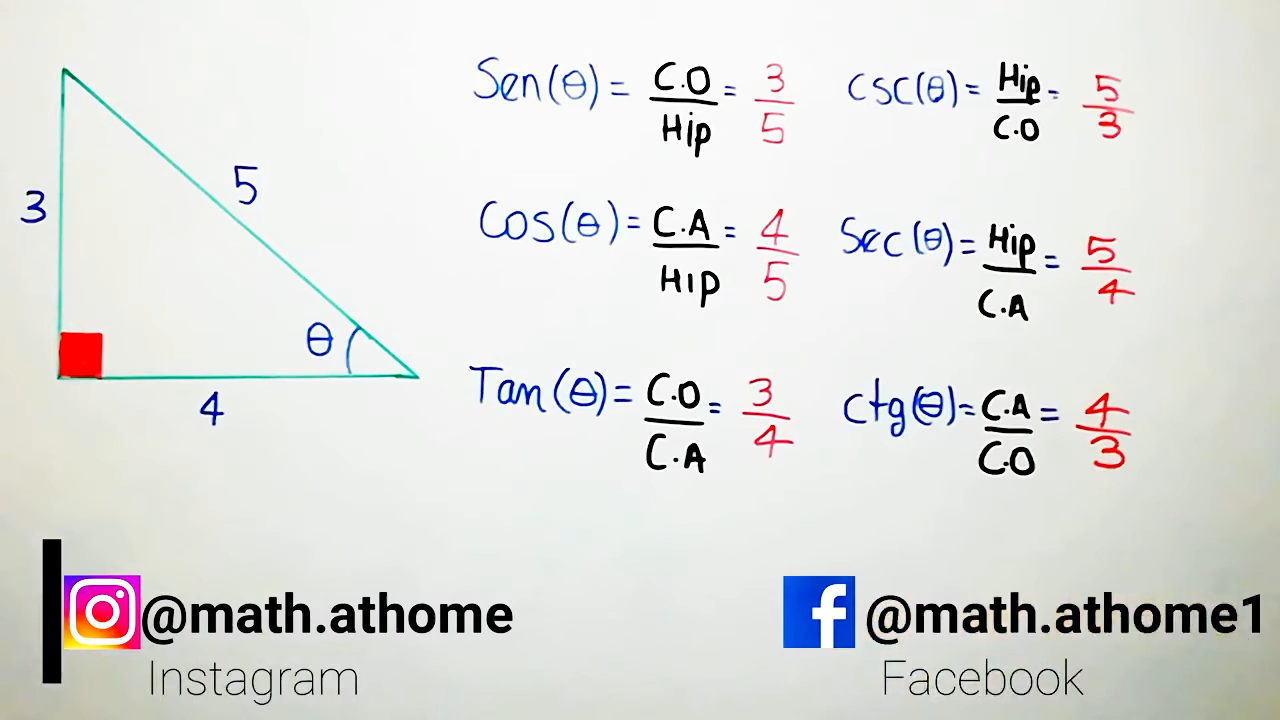 3
5
θ
4
Sen(θ) = C.O/Hip = 3/5
Cos(θ) = C.A/Hip = 4/5
Tan(θ) = C.O/C.A = 3/4
Csc(θ) = Hip/C.O = 5/3
Sec(θ) = Hip/C.A = 5/4
Ctg(θ) = C.A/C.O = 4/3
@math.athome
Instagram
@math.athome1
Facebook